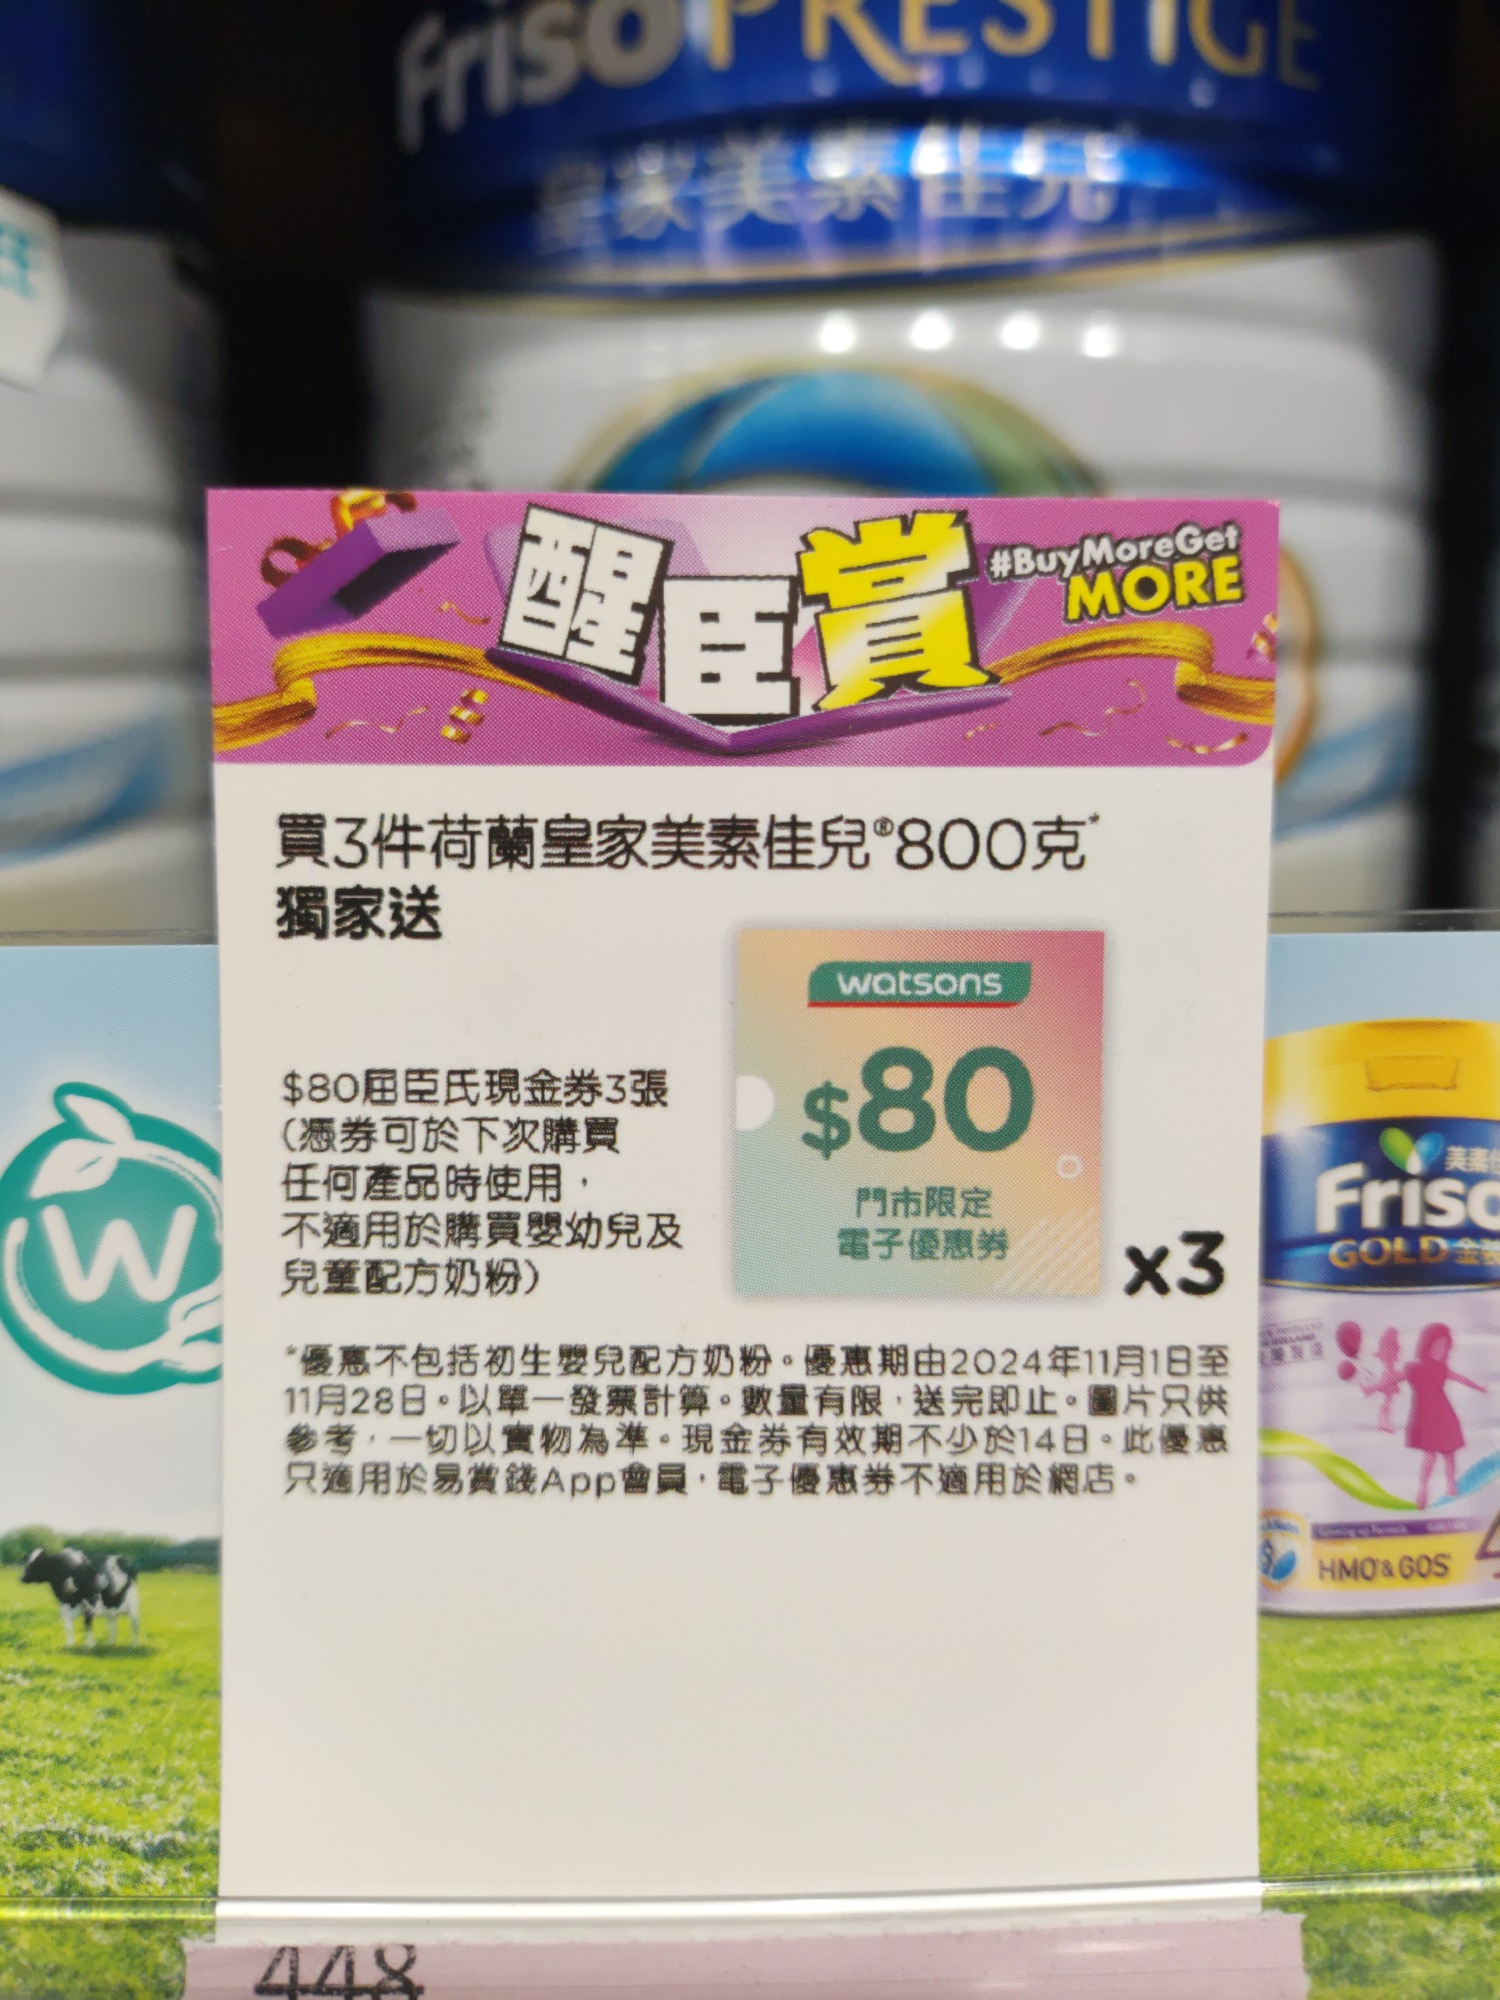 Friso PRESTIGE
皇家美素佳兒
醒臣賞
#BuyMoreGet
MORE
買3件荷蘭皇家美素佳兒®800克*
獨家送
watsons
$80
門市限定
電子優惠券
x3
$80屈臣氏現金券3張
(憑券可於下次購買
任何產品時使用，
不適用於購買嬰幼兒及
兒童配方奶粉)
*優惠不包括初生嬰兒配方奶粉。優惠期由2024年11月1日至
11月28日。以單一發票計算。數量有限，送完即止。圖片只供
參考，一切以實物為準。現金券有效期不少於14日。此優惠
只適用於易賞錢App會員，電子優惠券不適用於網店。
W
美素
Friso
GOLD 金裝
HMO & GOS
448